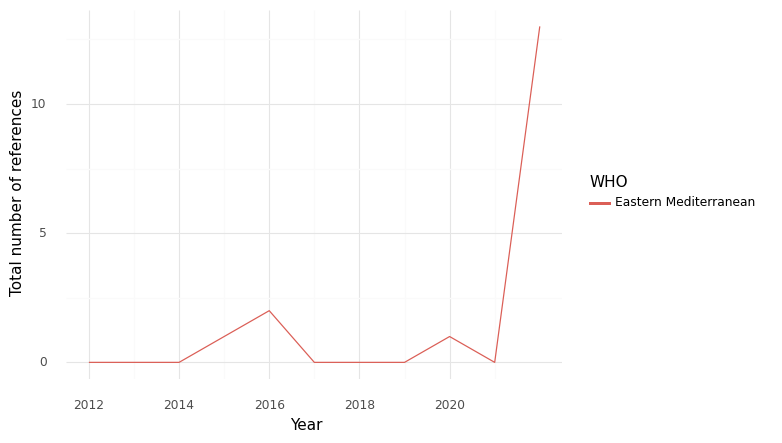 Total number of references
10
5
0
2012 2014 2016 2018 2020
Year
WHO
Eastern Mediterranean